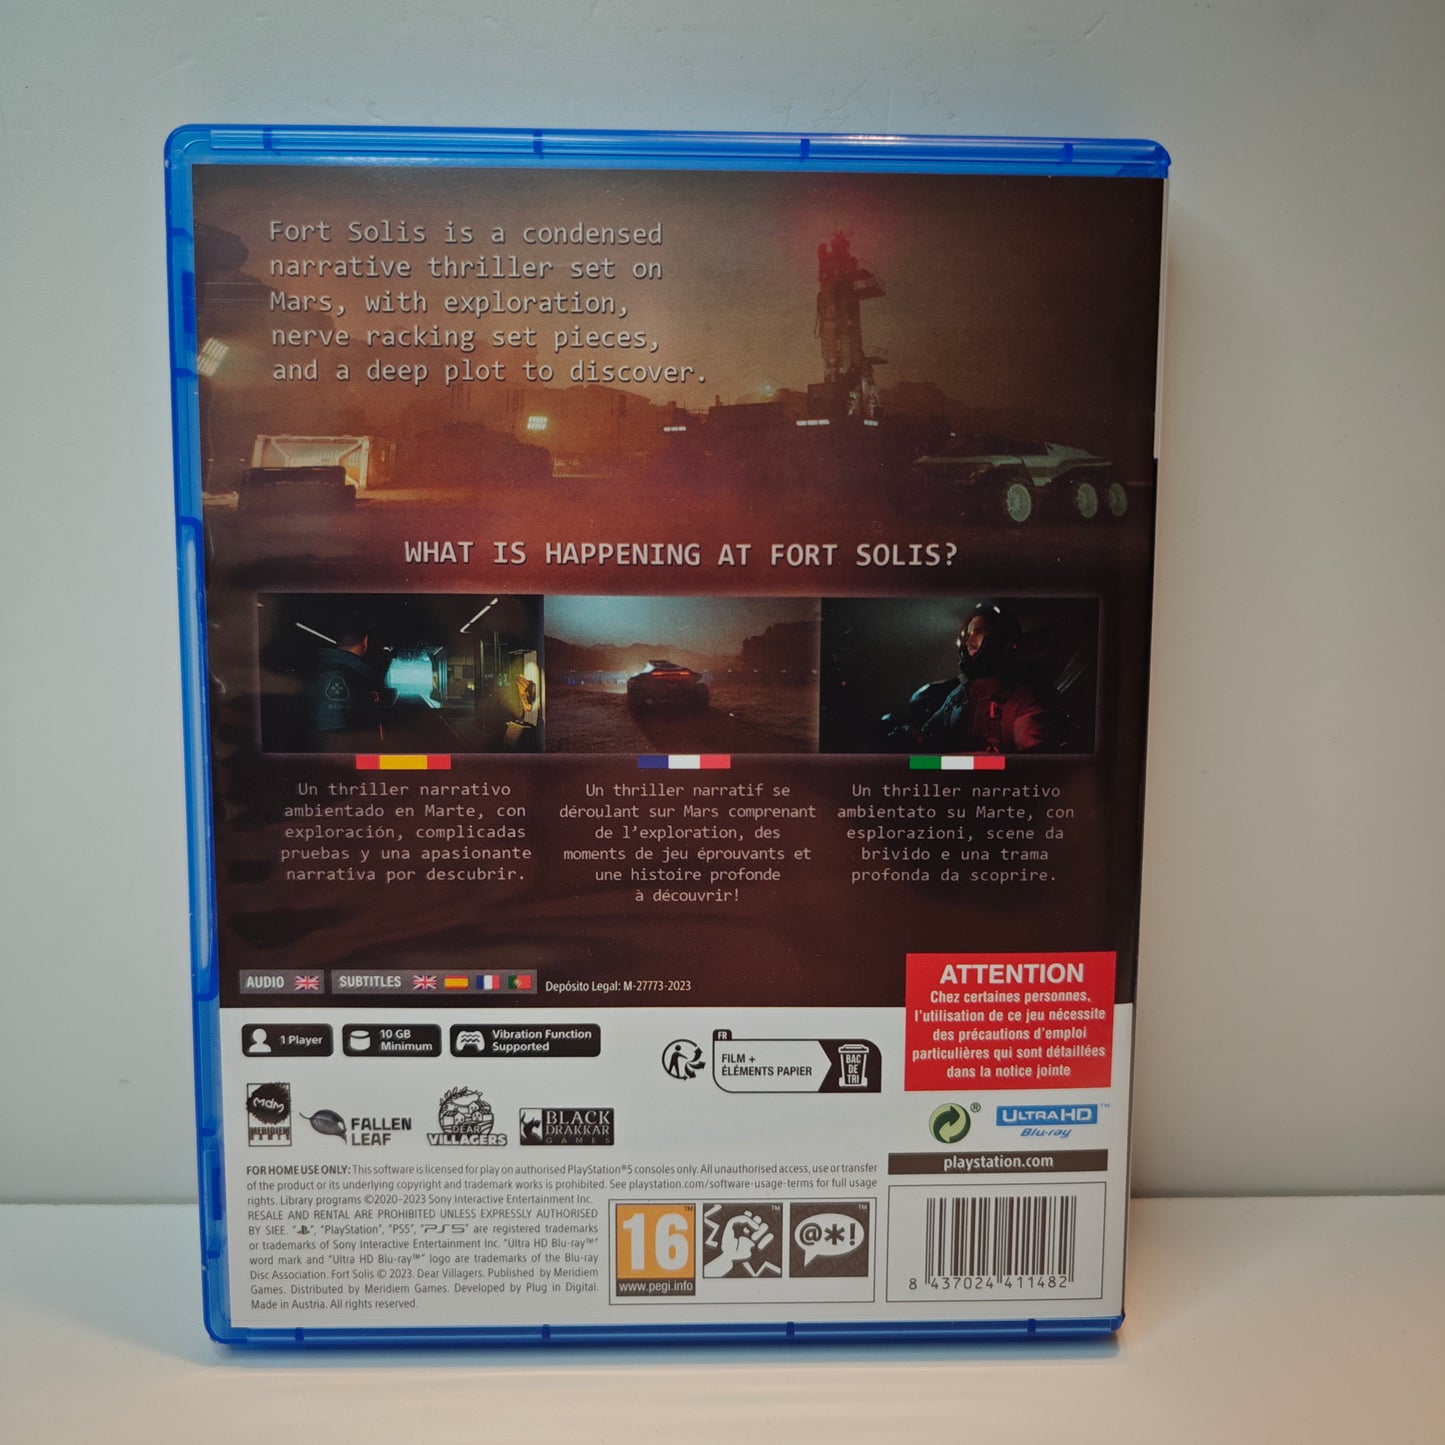 Fort Solis is a condensed
narrative thriller set on
Mars, with exploration,
nerve racking set pieces,
and a deep plot to discover.
WHAT IS HAPPENING AT FORT SOLIS?
Un thriller narrativo
ambientado en Marte, con
exploración, complicadas
pruebas y una apasionante
narrativa por descubrir.
Un thriller narratif se
déroulant sur Mars comprenant
de l'exploration, des
moments de jeu éprouvants et
une histoire profonde
à découvrir!
Un thriller narrativo
ambientato su Marte, con
esplorazioni, scene da
brivido e una trama
profonda da scoprire.
AUDIO
SUBTITLES
Depósito Legal: M-27773-2023
ATTENTION
Chez certaines personnes,
l'utilisation de ce jeu nécessite
des précautions d'emploi
particulières qui sont détaillées
dans la notice jointe
1 Player
10 GB
Minimum
Vibration Function
Supported
FR
FILM +
ÉLÉMENTS PAPIER
BAC
DE
TRI
MDM
MERIDIEM
GAMES
FALLEN
LEAF
DEAR
VILLAGERS
BLACK
DRAKKAR
GAMES
®
ULTRA HD™
Blu-ray
playstation.com
FOR HOME USE ONLY: This software is licensed for play on authorised PlayStation®5 consoles only. All unauthorised access, use or transfer
of the product or its underlying copyright and trademark works is prohibited. See playstation.com/software-usage-terms for full usage
rights. Library programs ©2020-2023 Sony Interactive Entertainment Inc.
RESALE AND RENTAL ARE PROHIBITED UNLESS EXPRESSLY AUTHORISED
BY SIEE. "PS", "PlayStation", "PS5", "PS5" are registered trademarks
or trademarks of Sony Interactive Entertainment Inc. "Ultra HD Blu-ray™"
word mark and "Ultra HD Blu-ray™" logo are trademarks of the Blu-ray
Disc Association. Fort Solis © 2023. Dear Villagers. Published by Meridiem
Games. Distributed by Meridiem Games. Developed by Plug in Digital.
Made in Austria. All rights reserved.
16™
www.pegi.info
™
@*!™
8 437024 411482